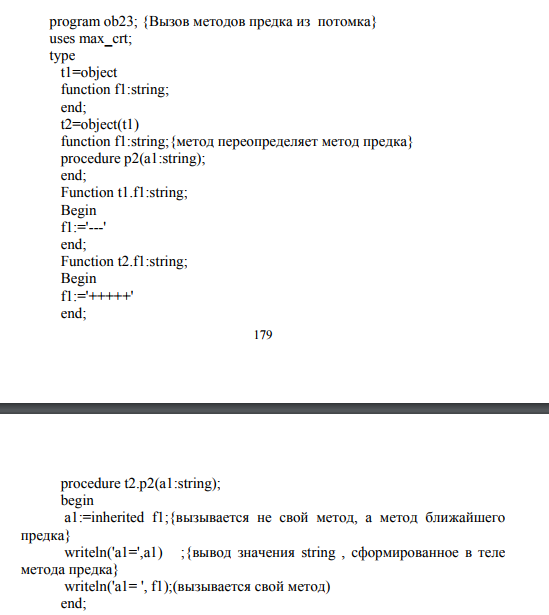 program ob23; {Вызов методов предка из потомка}
uses max_crt;
type
t1=object
function f1:string;
end;
t2=object(t1)
function f1:string;{метод переопределяет метод предка}
procedure p2(a1:string);
end;
Function t1.f1:string;
Begin
f1:='---'
end;
Function t2.f1:string;
Begin
f1:='+++++'
end;
179
procedure t2.p2(a1:string);
begin
a1:=inherited f1;{вызывается не свой метод, а метод ближайшего
предка}
writeln('a1=',a1) ;{вывод значения string , сформированное в теле
метода предка}
writeln('a1= ', f1);(вызывается свой метод)
end;